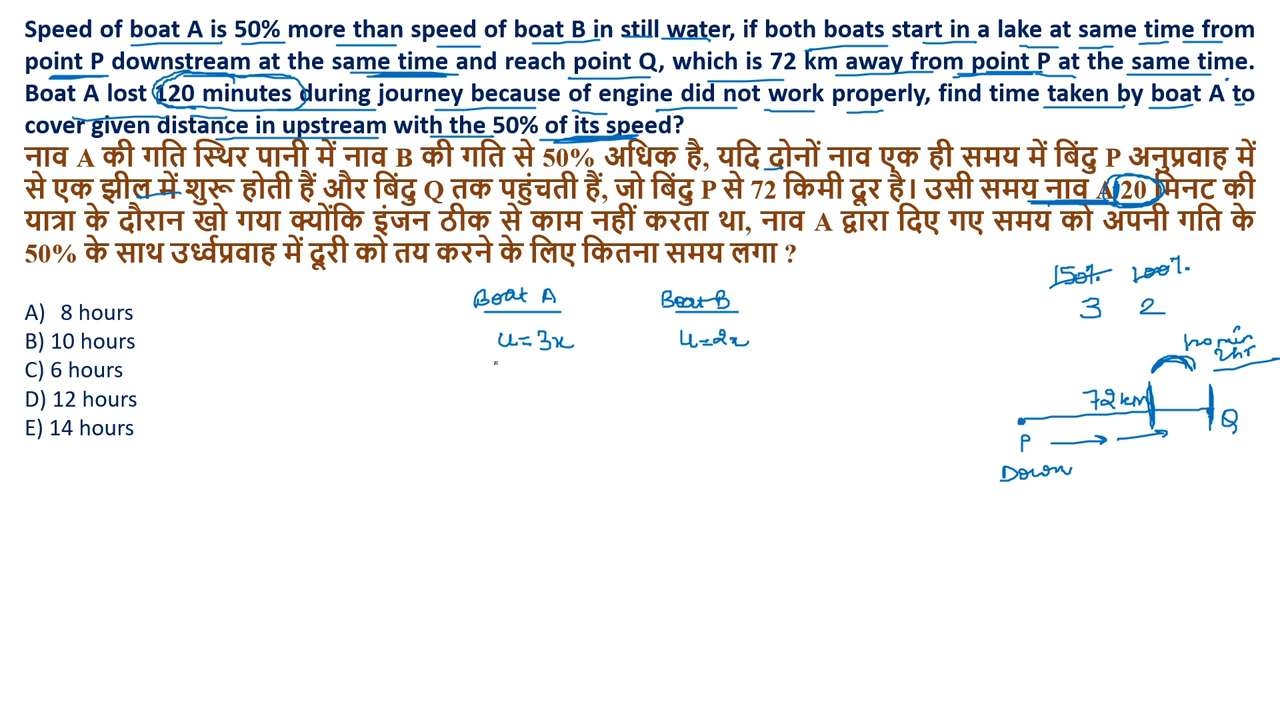 Speed of boat A is 50% more than speed of boat B in still water, if both boats start in a lake at same time from
point P downstream at the same time and reach point Q, which is 72 km away from point P at the same time.
Boat A lost 120 minutes during journey because of engine did not work properly, find time taken by boat A to
cover given distance in upstream with the 50% of its speed?
नाव A की गति स्थिर पानी में नाव B की गति से 50% अधिक है, यदि दोनों नाव एक ही समय में बिंदु P अनुप्रवाह में
से एक झील में शुरू होती हैं और बिंदु Q तक पहुंचती हैं, जो बिंदु P से 72 किमी दूर है। उसी समय नाव A 120 मिनट की
यात्रा के दौरान खो गया क्योंकि इंजन ठीक से काम नहीं करता था, नाव A द्वारा दिए गए समय को अपनी गति के
50% के साथ उर्ध्वप्रवाह में दूरी को तय करने के लिए कितना समय लगा ?
150% 100%.
3 2
Boat A Boat B
u=3x u=2x
A) 8 hours
B) 10 hours
C) 6 hours
D) 12 hours
E) 14 hours
120 min
2hr
72km
P Q
Down